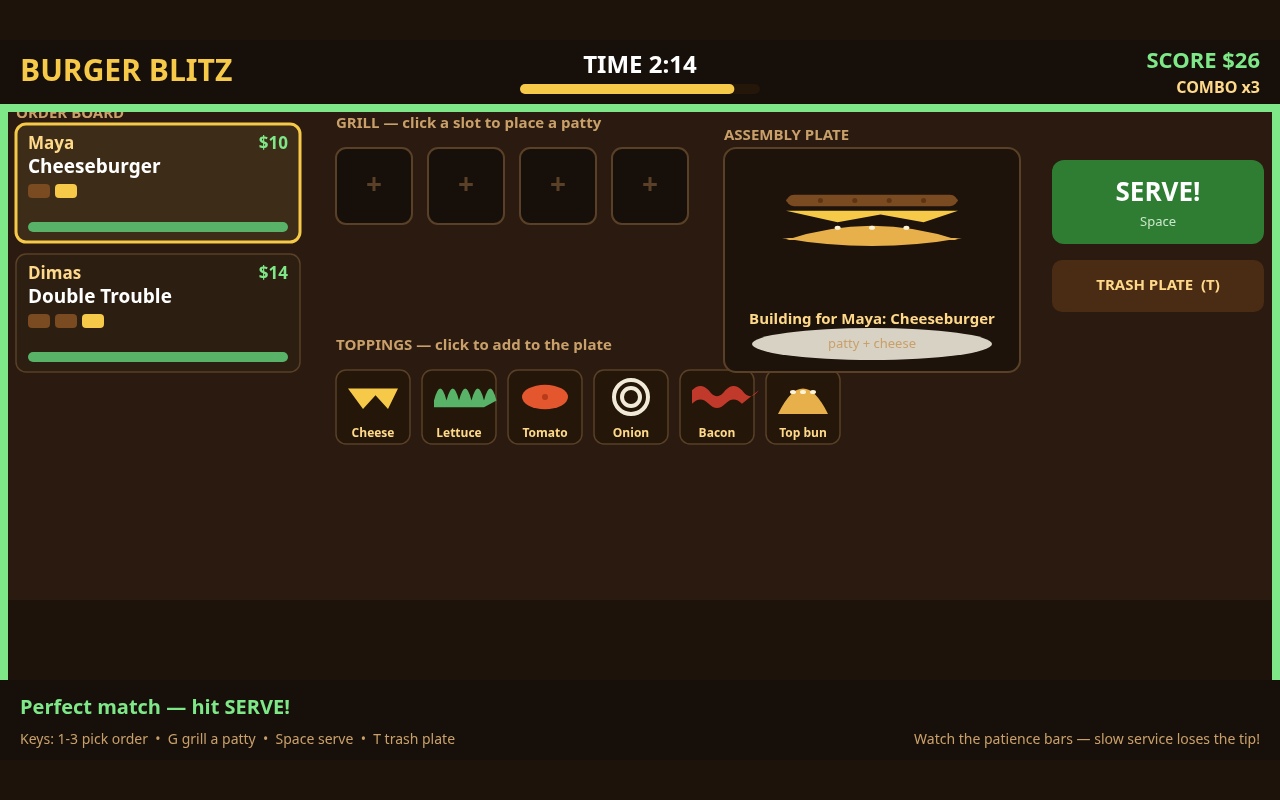 BURGER BLITZ
TIME 2:14
SCORE $26
COMBO x3
ORDER BOARD
Maya $10
Cheeseburger
Dimas $14
Double Trouble
GRILL — click a slot to place a patty
+ + + +
TOPPINGS — click to add to the plate
Cheese Lettuce Tomato Onion Bacon Top bun
ASSEMBLY PLATE
Building for Maya: Cheeseburger
patty + cheese
SERVE!
Space
TRASH PLATE (T)
Perfect match — hit SERVE!
Keys: 1-3 pick order • G grill a patty • Space serve • T trash plate
Watch the patience bars — slow service loses the tip!